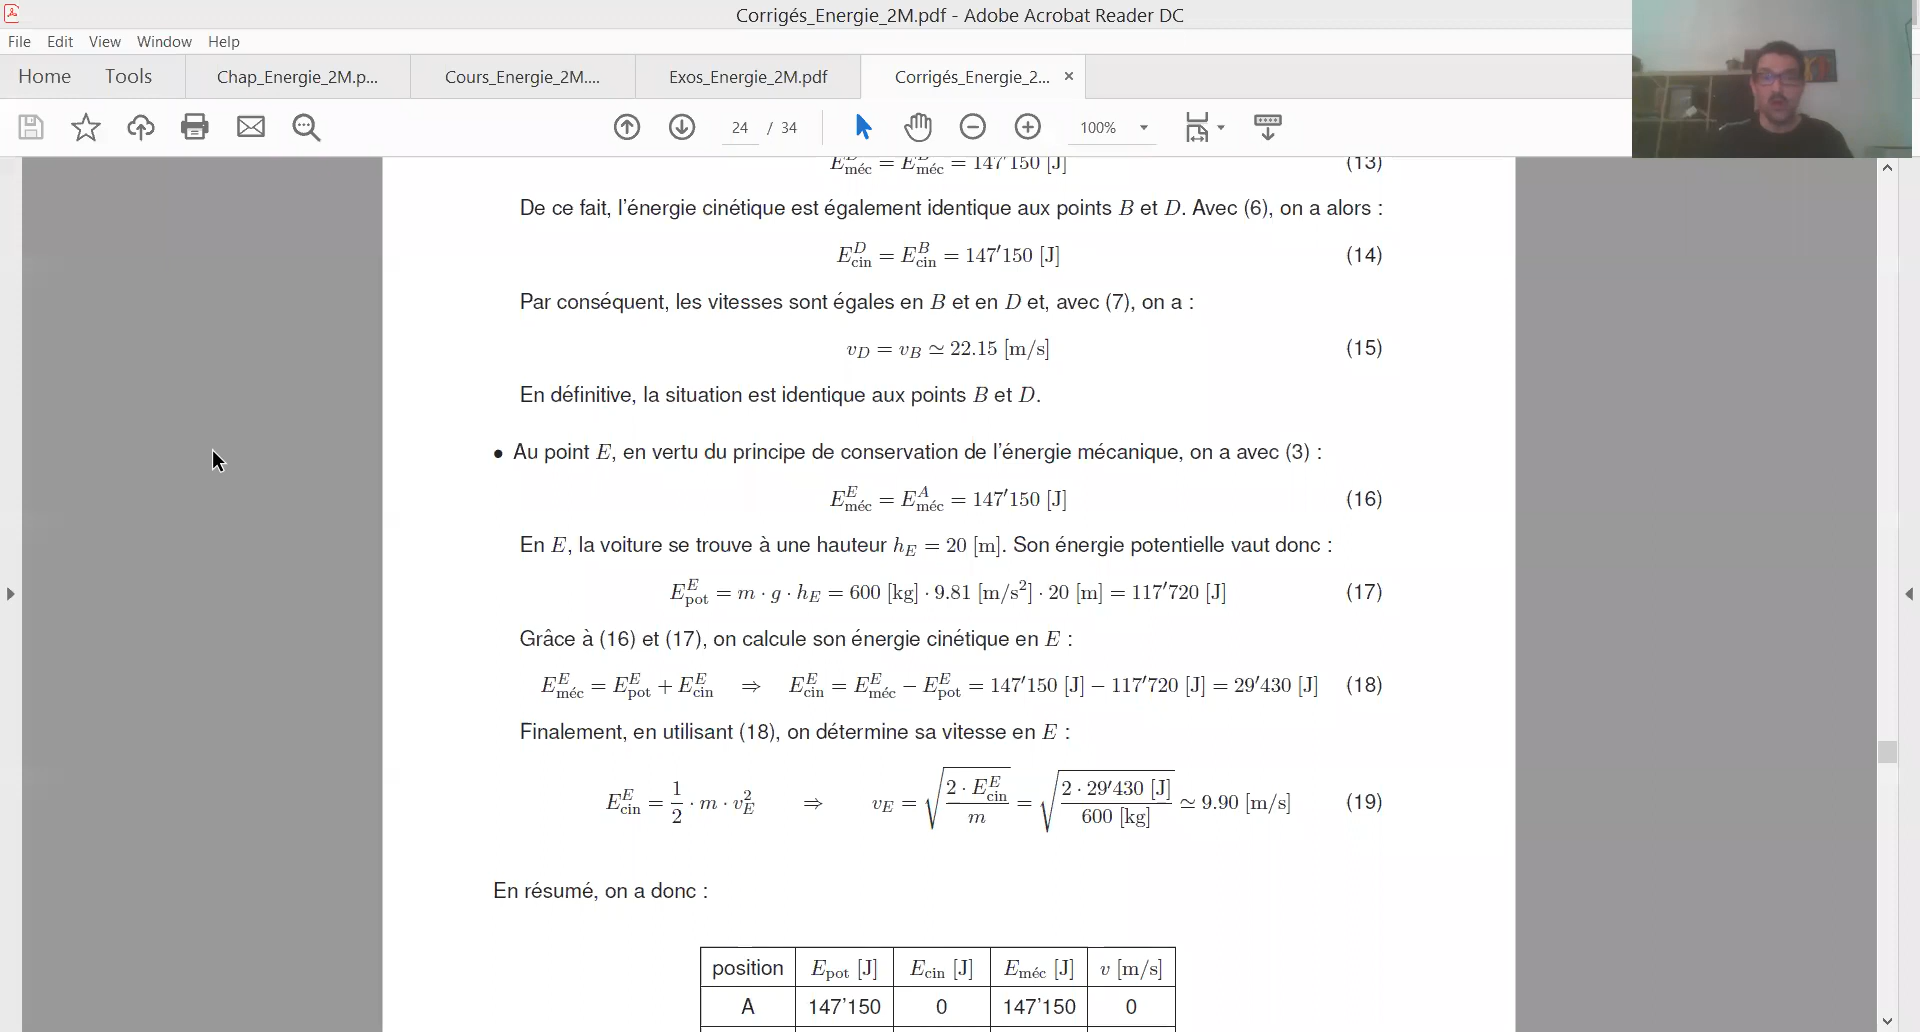 Corrigés_Energie_2M.pdf - Adobe Acrobat Reader DC
File Edit View Window Help
Home Tools Chap_Energie_2M.p... Cours_Energie_2M.... Exos_Energie_2M.pdf Corrigés_Energie_2... ×
24 / 34 100%
E^D_méc = E^B_méc = 147'150 [J] (13)
De ce fait, l'énergie cinétique est également identique aux points B et D. Avec (6), on a alors :
E^D_cin = E^B_cin = 147'150 [J] (14)
Par conséquent, les vitesses sont égales en B et en D et, avec (7), on a :
v_D = v_B ≃ 22.15 [m/s] (15)
En définitive, la situation est identique aux points B et D.
• Au point E, en vertu du principe de conservation de l'énergie mécanique, on a avec (3) :
E^E_méc = E^A_méc = 147'150 [J] (16)
En E, la voiture se trouve à une hauteur h_E = 20 [m]. Son énergie potentielle vaut donc :
E^E_pot = m · g · h_E = 600 [kg] · 9.81 [m/s²] · 20 [m] = 117'720 [J] (17)
Grâce à (16) et (17), on calcule son énergie cinétique en E :
E^E_méc = E^E_pot + E^E_cin ⇒ E^E_cin = E^E_méc − E^E_pot = 147'150 [J] − 117'720 [J] = 29'430 [J] (18)
Finalement, en utilisant (18), on détermine sa vitesse en E :
E^E_cin = 1/2 · m · v_E^2 ⇒ v_E = √(2 · E^E_cin / m) = √(2 · 29'430 [J] / 600 [kg]) ≃ 9.90 [m/s] (19)
En résumé, on a donc :
position E_pot [J] E_cin [J] E_méc [J] v [m/s]
A 147'150 0 147'150 0